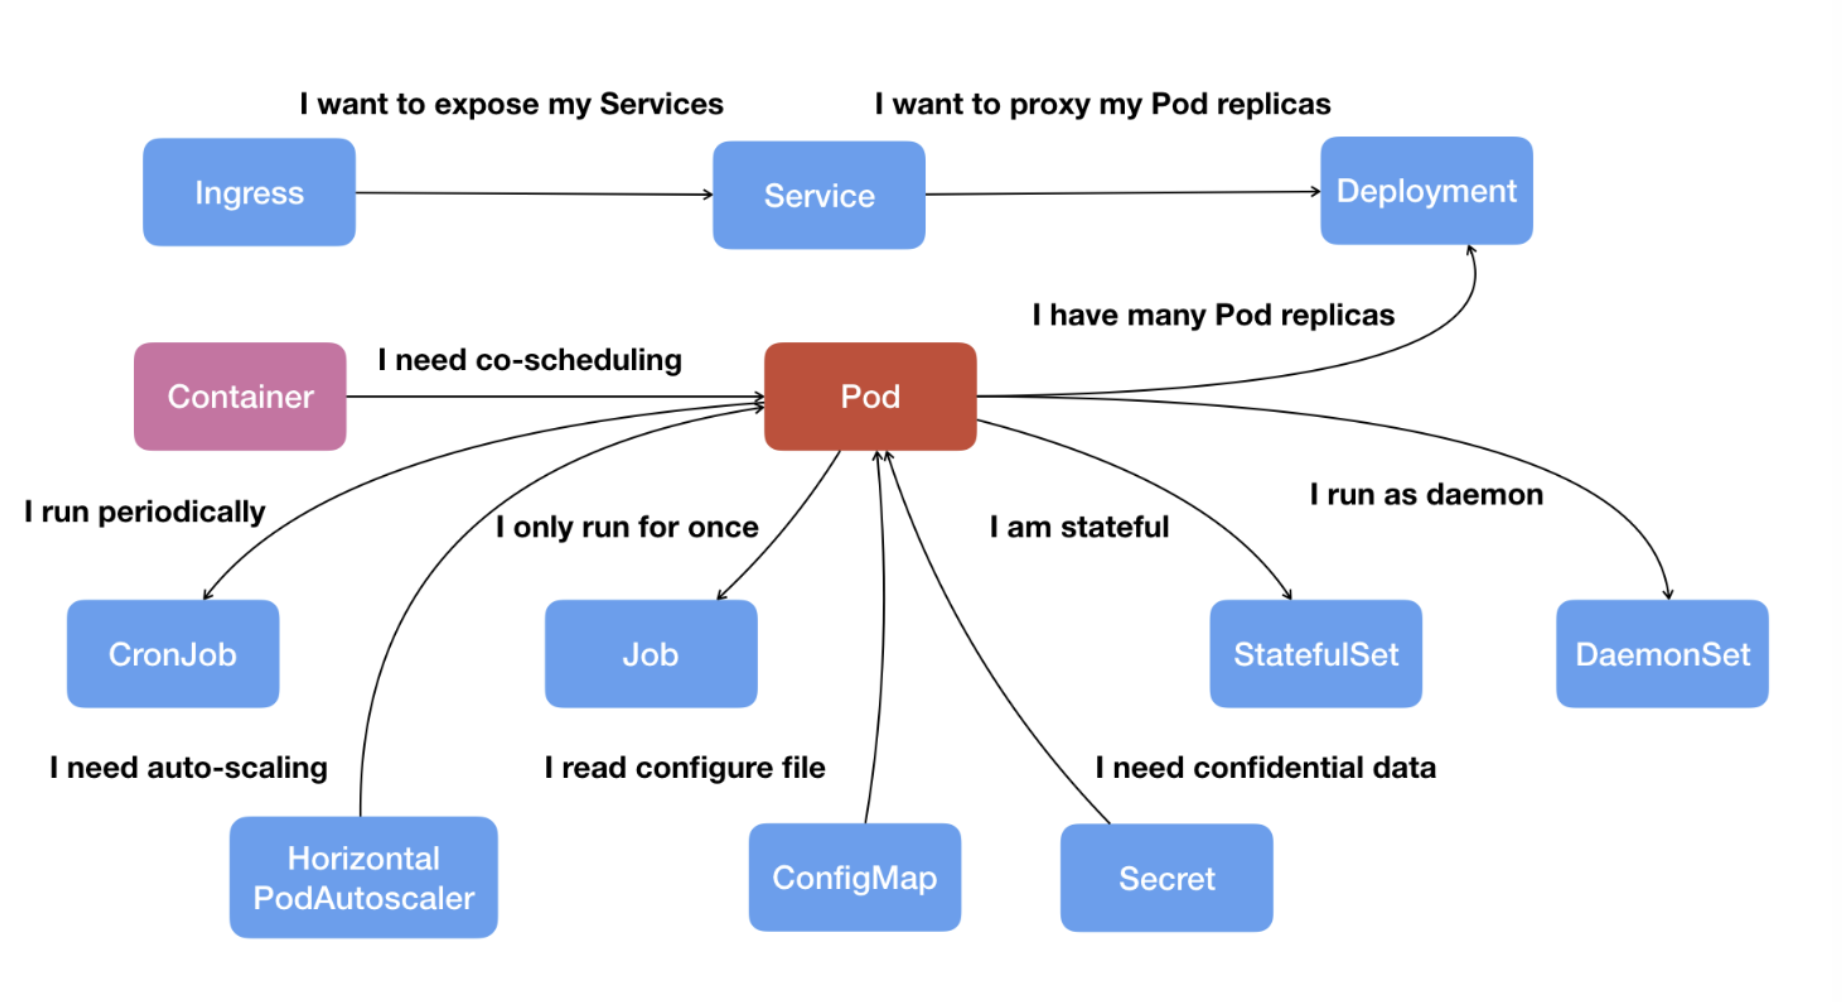 I want to expose my Services
I want to proxy my Pod replicas
Ingress
Service
Deployment
I have many Pod replicas
I need co-scheduling
Container
Pod
I run periodically
I only run for once
I am stateful
I run as daemon
CronJob
Job
StatefulSet
DaemonSet
I need auto-scaling
I read configure file
I need confidential data
Horizontal
PodAutoscaler
ConfigMap
Secret